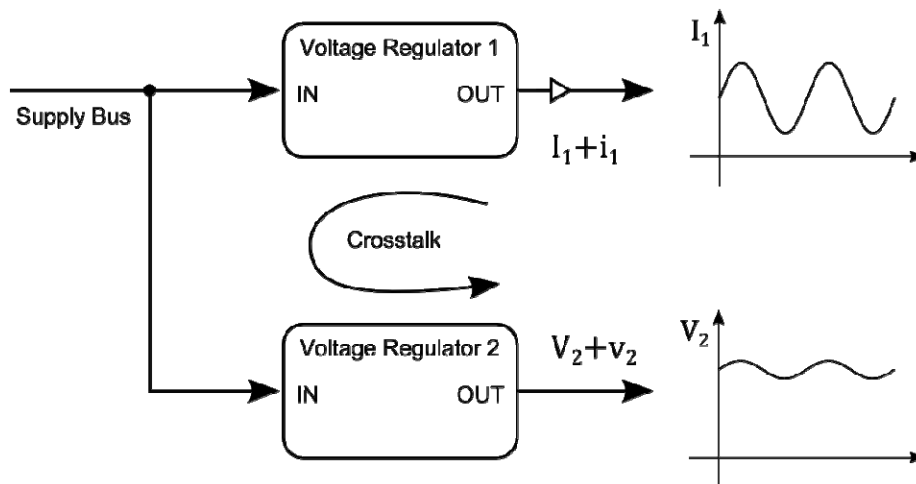 Voltage Regulator 1
IN
OUT
Supply Bus
I₁+i₁
I₁
Crosstalk
Voltage Regulator 2
IN
OUT
V₂+v₂
V₂